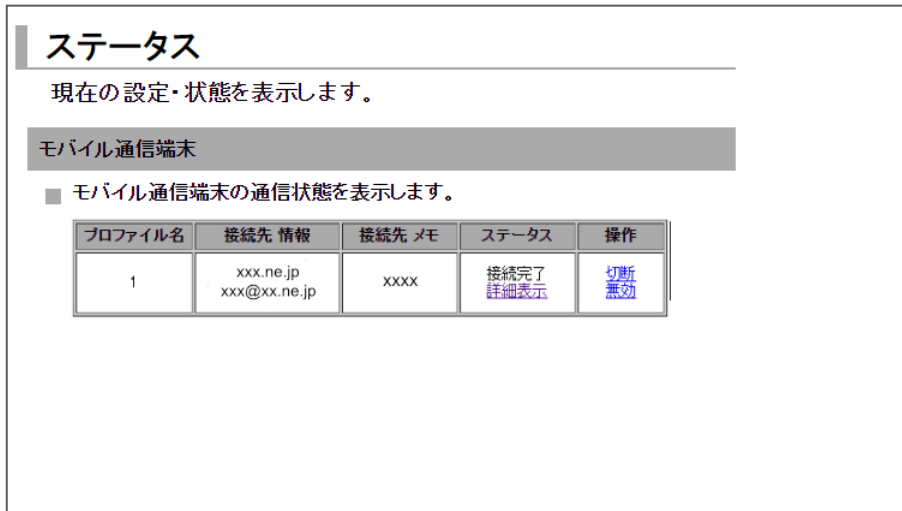 ステータス
現在の設定・状態を表示します。
モバイル通信端末
モバイル通信端末の通信状態を表示します。
プロファイル名 接続先 情報 接続先 メモ ステータス 操作
1 xxx.ne.jp xxxx 接続完了 切断
xxx@xx.ne.jp 詳細表示 無効